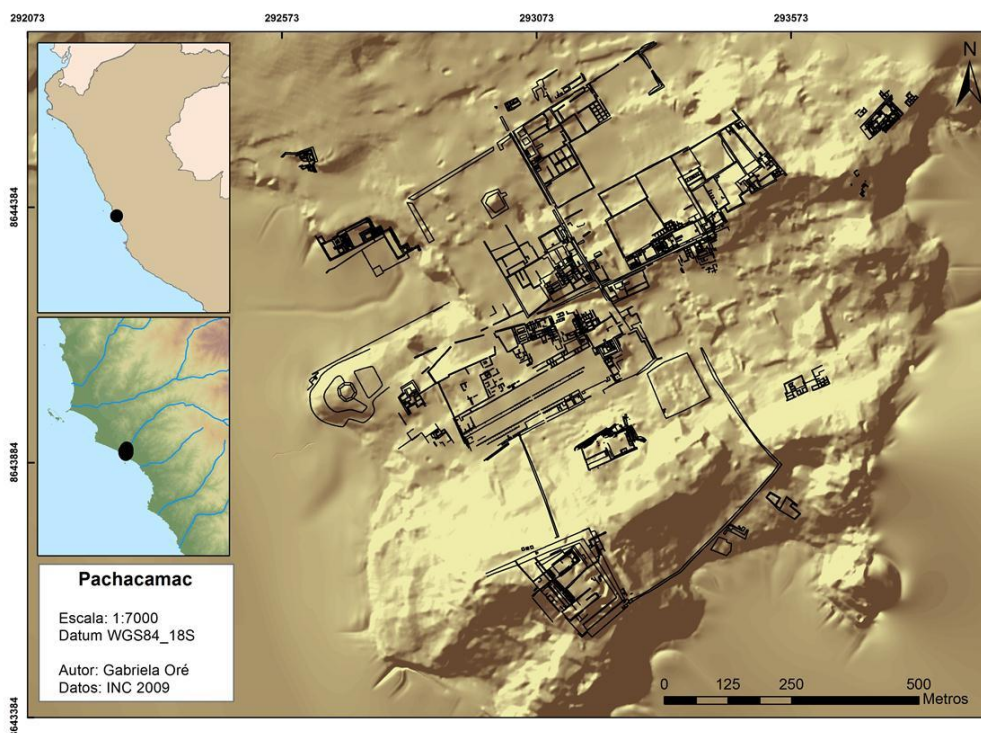 292073
292573
293073
293573
8644384
8643884
8643384
N
Pachacamac
Escala: 1:7000
Datum WGS84_18S
Autor: Gabriela Oré
Datos: INC 2009
0 125 250 500
Metros